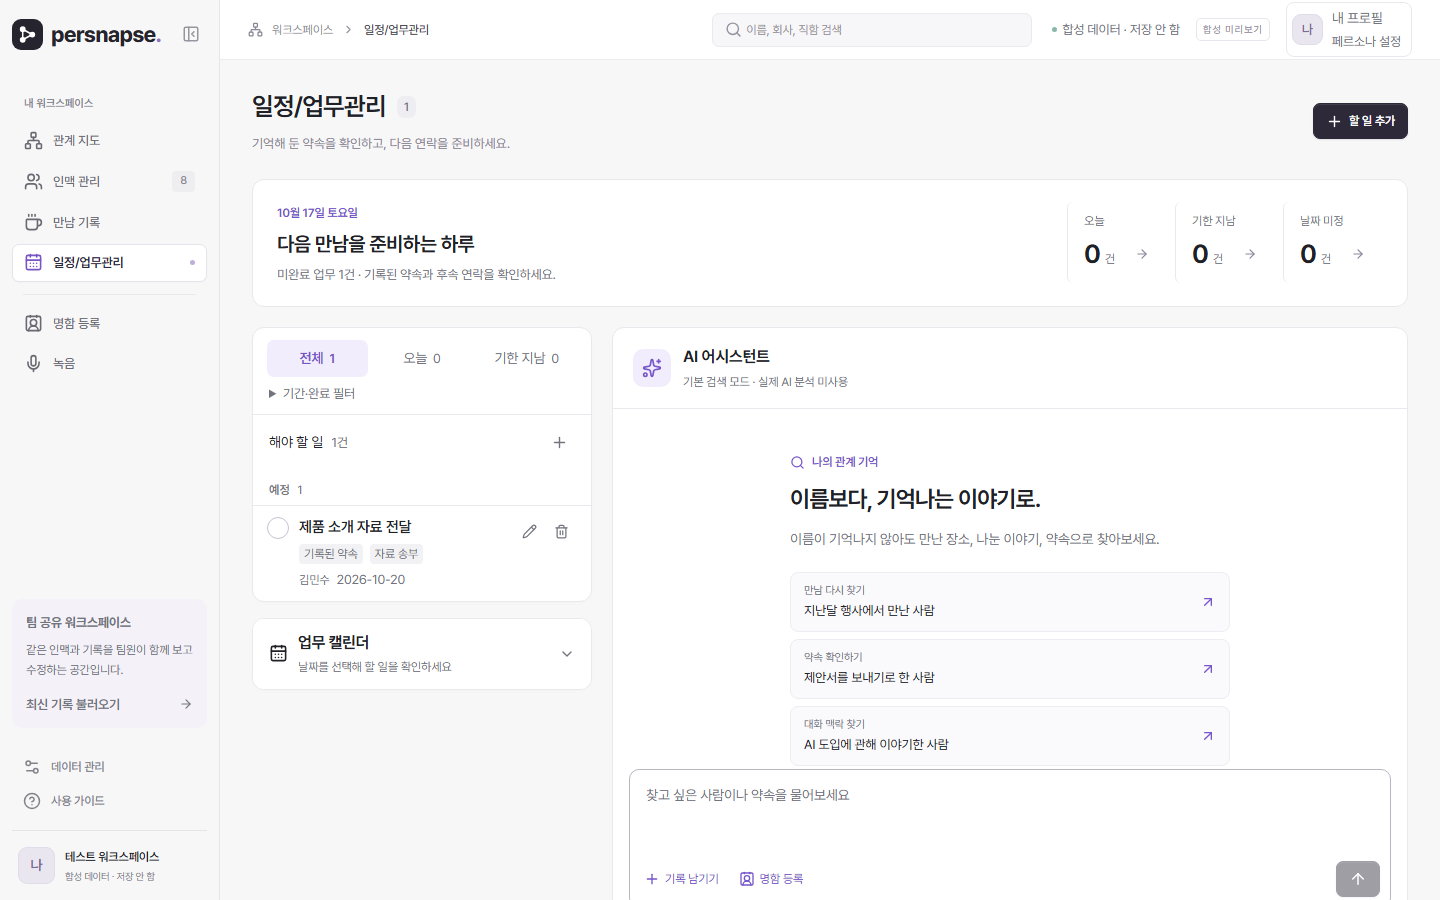 persnapse.
내 워크스페이스
관계 지도
인맥 관리 8
만남 기록
일정/업무관리
명함 등록
녹음
팀 공유 워크스페이스
같은 인맥과 기록을 팀원이 함께 보고
수정하는 공간입니다.
최신 기록 불러오기
데이터 관리
사용 가이드
나
테스트 워크스페이스
합성 데이터 · 저장 안 함
워크스페이스 일정/업무관리
이름, 회사, 직함 검색
합성 데이터 · 저장 안 함
합성 미리보기
나
내 프로필
페르소나 설정
일정/업무관리 1
기억해 둔 약속을 확인하고, 다음 연락을 준비하세요.
할 일 추가
10월 17일 토요일
다음 만남을 준비하는 하루
미완료 업무 1건 · 기록된 약속과 후속 연락을 확인하세요.
오늘
0 건
기한 지남
0 건
날짜 미정
0 건
전체 1
오늘 0
기한 지남 0
기간·완료 필터
해야 할 일 1건
예정 1
제품 소개 자료 전달
기록된 약속 자료 송부
김민수 2026-10-20
업무 캘린더
날짜를 선택해 할 일을 확인하세요
AI 어시스턴트
기본 검색 모드 · 실제 AI 분석 미사용
나의 관계 기억
이름보다, 기억나는 이야기로.
이름이 기억나지 않아도 만난 장소, 나눈 이야기, 약속으로 찾아보세요.
만남 다시 찾기
지난달 행사에서 만난 사람
약속 확인하기
제안서를 보내기로 한 사람
대화 맥락 찾기
AI 도입에 관해 이야기한 사람
찾고 싶은 사람이나 약속을 물어보세요
기록 남기기
명함 등록